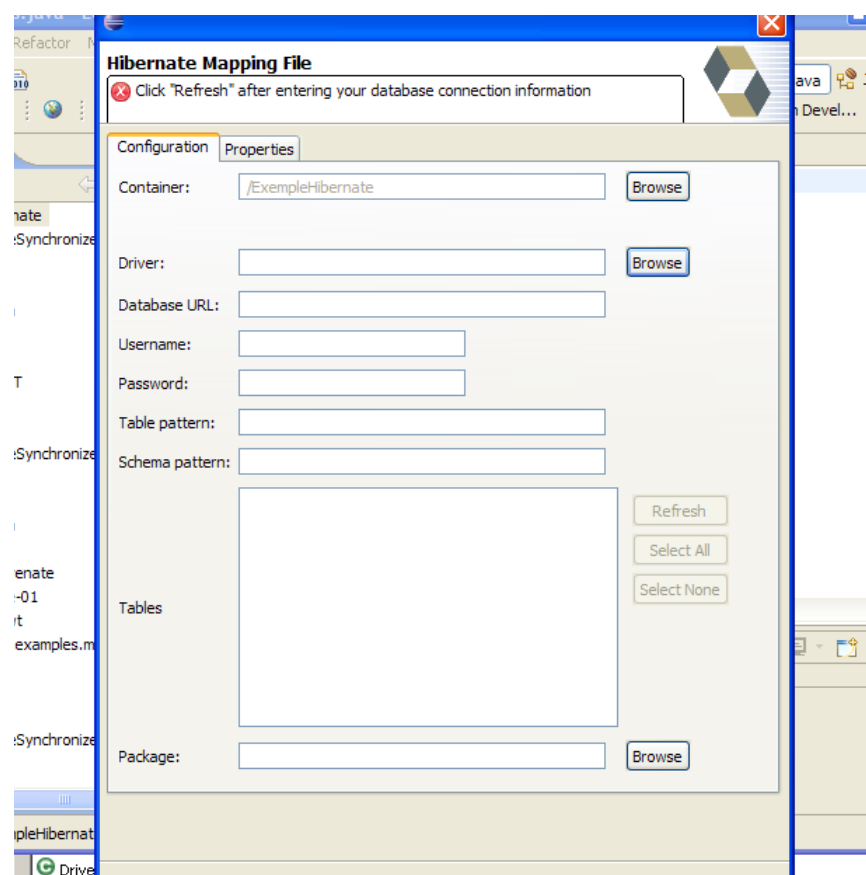 Refactor
Hibernate Mapping File
Click "Refresh" after entering your database connection information
ava
Devel...
Configuration
Properties
Container:
/ExempleHibernate
Browse
nate
Synchronize
Driver:
Browse
Database URL:
Username:
T
Password:
Table pattern:
Synchronize
Schema pattern:
Refresh
Select All
enate
Select None
-01
Tables
examples.m
Synchronize
Package:
Browse
pleHibernat
Drive